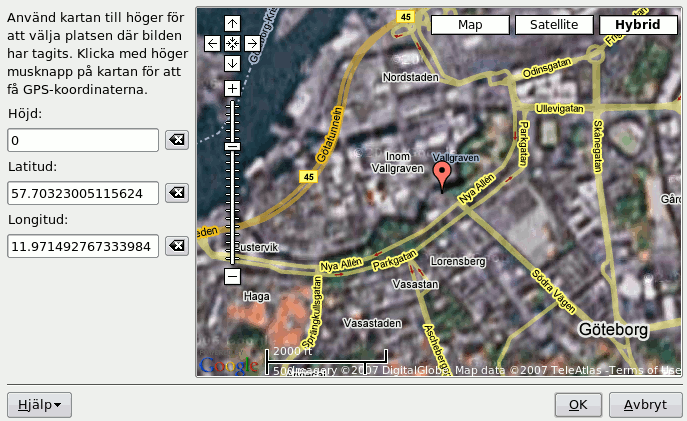 Använd kartan till höger för
att välja platsen där bilden
har tagits. Klicka med höger
musknapp på kartan för att
få GPS-koordinaterna.
Höjd:
0
Latitud:
57.70323005115624
Longitud:
11.971492767333984
Map
Satellite
Hybrid
45
Nordstaden
Odinsgatan
Ullevigatan
Götatunneln
Parkgatan
Skånegatan
Inom
Vallgraven
Vallgraven
45
Nya Allén
eden
ustervik
Nya Allén
Parkgatan
Lorensberg
Vasastan
Södra Vägen
Haga
Sprängkullsgatan
Vasastaden
Göteborg
Google
2000 ft
©2007 DigitalGlobe, Map data ©2007 TeleAtlas - Terms of Use
Hjälp
OK
Avbryt